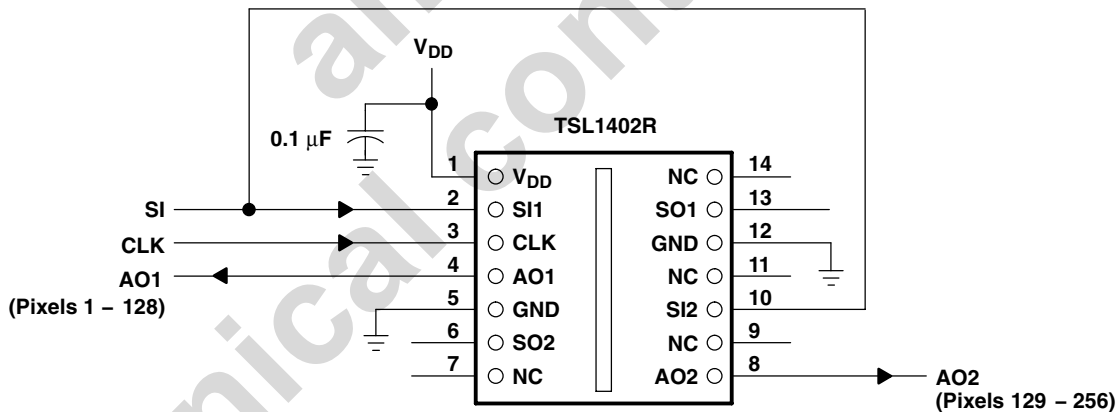 V_DD
0.1 μF
TSL1402R
1 V_DD NC 14
SI 2 SI1 SO1 13
CLK 3 CLK GND 12
AO1 4 AO1 NC 11
(Pixels 1 – 128)
5 GND SI2 10
6 SO2 NC 9
7 NC AO2 8
AO2
(Pixels 129 – 256)